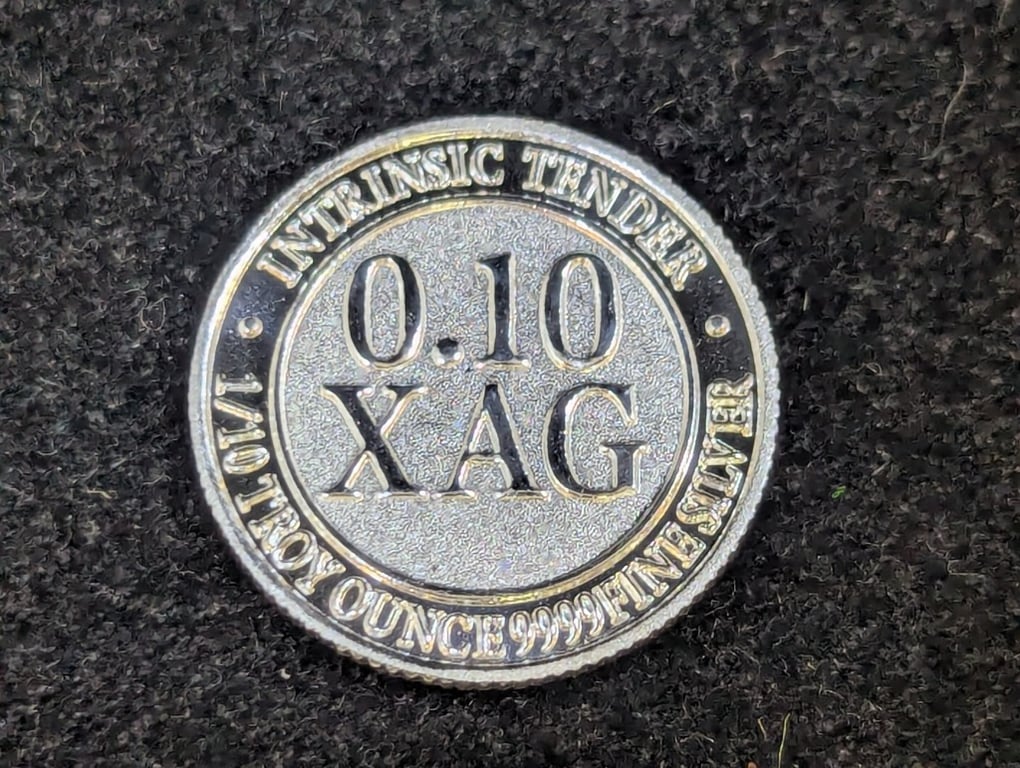 INTRINSIC TENDER
0.10
XAG
1/10 TROY OUNCE 9999 FINE SILVER